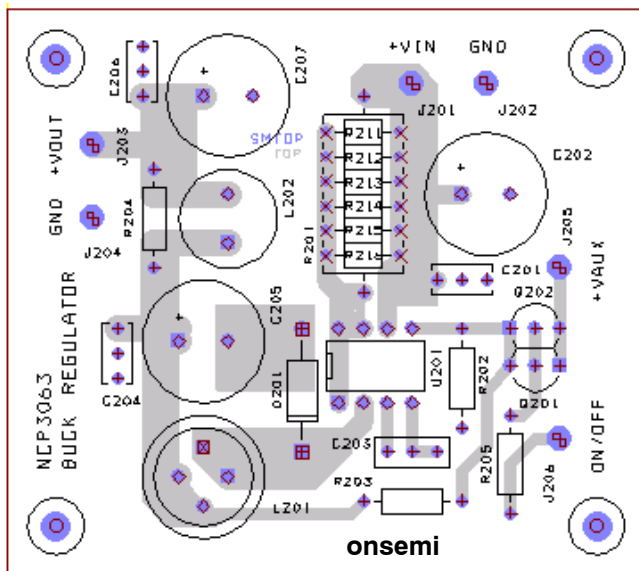 +VIN GND
C206
C207
J201
J202
J203
+VOUT
SMTOP
TOP
R211
R212
R213
R214
R215
R216
R201
C202
L202
R204
GND
J204
J205
+VAUX
C201
Q202
C205
D201
U201
R202
Q201
C204
C203
R203
R205
J206
ON/OFF
L201
NCP3063
BUCK REGULATOR
onsemi